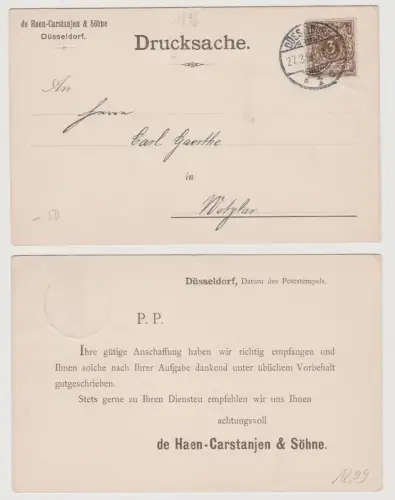 de Haen-Carstanjen & Söhne
Düsseldorf.
Drucksache.
An
Herrn
Carl Goerthe
in
Wetzlar
3
Düsseldorf, Datum des Poststempels.
P. P.
Ihre gütige Anschaffung haben wir richtig empfangen und
Ihnen solche nach Ihrer Aufgabe dankend unter üblichem Vorbehalt
gutgeschrieben.
Stets gerne zu Ihren Diensten empfehlen wir uns Ihnen
achtungsvoll
de Haen-Carstanjen & Söhne.